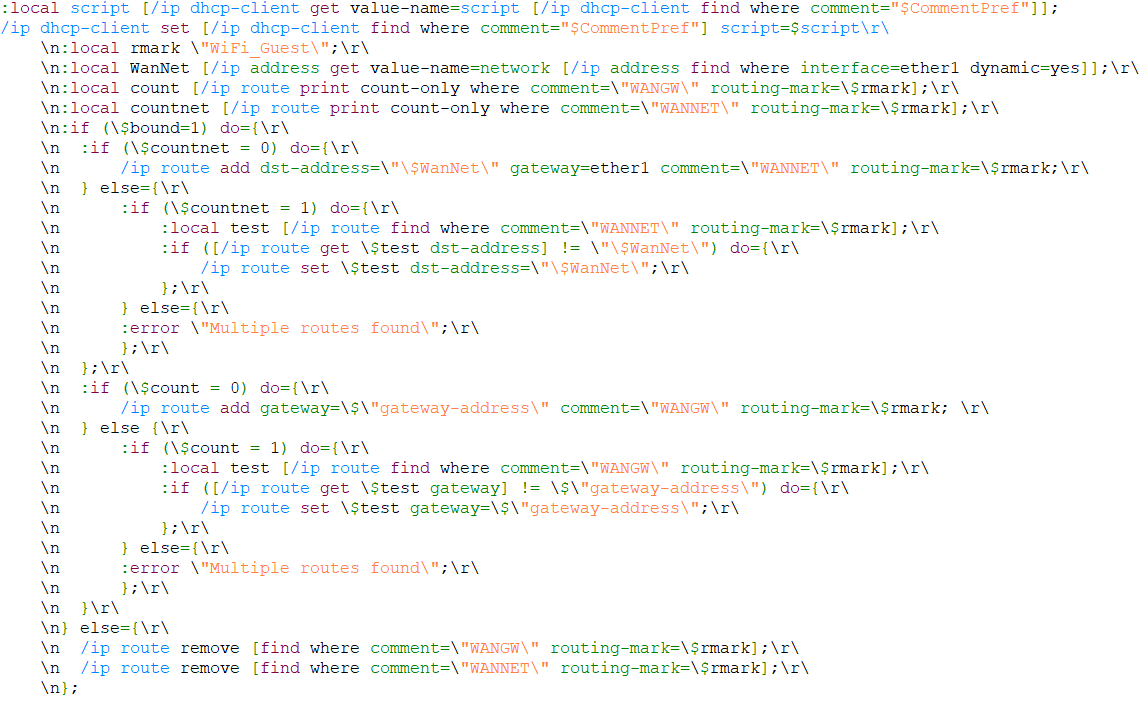 :local script [/ip dhcp-client get value-name=script [/ip dhcp-client find where comment="$CommentPref"]];
/ip dhcp-client set [/ip dhcp-client find where comment="$CommentPref"] script=$script\r\
    \n:local rmark \"WiFi_Guest\";\r\
    \n:local WanNet [/ip address get value-name=network [/ip address find where interface=ether1 dynamic=yes]];\r\
    \n:local count [/ip route print count-only where comment=\"WANGW\" routing-mark=\$rmark];\r\
    \n:local countnet [/ip route print count-only where comment=\"WANNET\" routing-mark=\$rmark];\r\
    \n:if (\$bound=1) do={\r\
    \n  :if (\$countnet = 0) do={\r\
    \n      /ip route add dst-address=\"\$WanNet\" gateway=ether1 comment=\"WANNET\" routing-mark=\$rmark;\r\
    \n  } else={\r\
    \n      :if (\$countnet = 1) do={\r\
    \n          :local test [/ip route find where comment=\"WANNET\" routing-mark=\$rmark];\r\
    \n          :if ([/ip route get \$test dst-address] != \"\$WanNet\") do={\r\
    \n              /ip route set \$test dst-address=\"\$WanNet\";\r\
    \n          };\r\
    \n      } else={\r\
    \n      :error \"Multiple routes found\";\r\
    \n      };\r\
    \n  };\r\
    \n  :if (\$count = 0) do={\r\
    \n      /ip route add gateway=\$\"gateway-address\" comment=\"WANGW\" routing-mark=\$rmark; \r\
    \n  } else {\r\
    \n      :if (\$count = 1) do={\r\
    \n          :local test [/ip route find where comment=\"WANGW\" routing-mark=\$rmark];\r\
    \n          :if ([/ip route get \$test gateway] != \$\"gateway-address\") do={\r\
    \n              /ip route set \$test gateway=\$\"gateway-address\";\r\
    \n          };\r\
    \n      } else={\r\
    \n      :error \"Multiple routes found\";\r\
    \n      };\r\
    \n  }\r\
    \n} else={\r\
    \n  /ip route remove [find where comment=\"WANGW\" routing-mark=\$rmark];\r\
    \n  /ip route remove [find where comment=\"WANNET\" routing-mark=\$rmark];\r\
    \n};